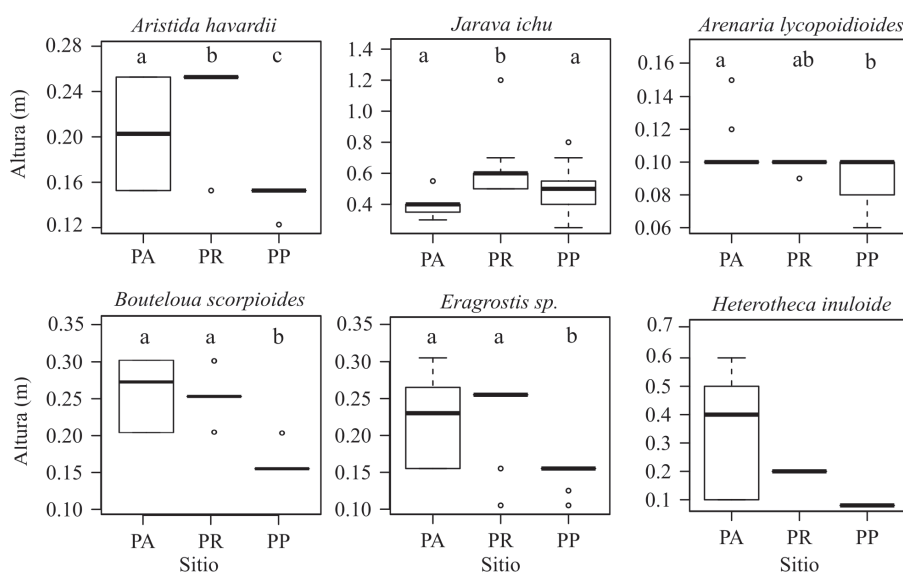 Aristida havardii
Jarava ichu
Arenaria lycopoidioides
Altura (m)
0.28
0.24
0.20
0.16
0.12
a b c
PA PR PP
1.4
1.2
1.0
0.8
0.6
0.4
a b a
PA PR PP
0.16
0.14
0.12
0.10
0.08
0.06
a ab b
PA PR PP
Bouteloua scorpioides
Eragrostis sp.
Heterotheca inuloide
Altura (m)
0.35
0.30
0.25
0.20
0.15
0.10
a a b
PA PR PP
Sitio
0.35
0.30
0.25
0.20
0.15
0.10
a a b
PA PR PP
Sitio
0.7
0.6
0.5
0.4
0.3
0.2
0.1
PA PR PP
Sitio